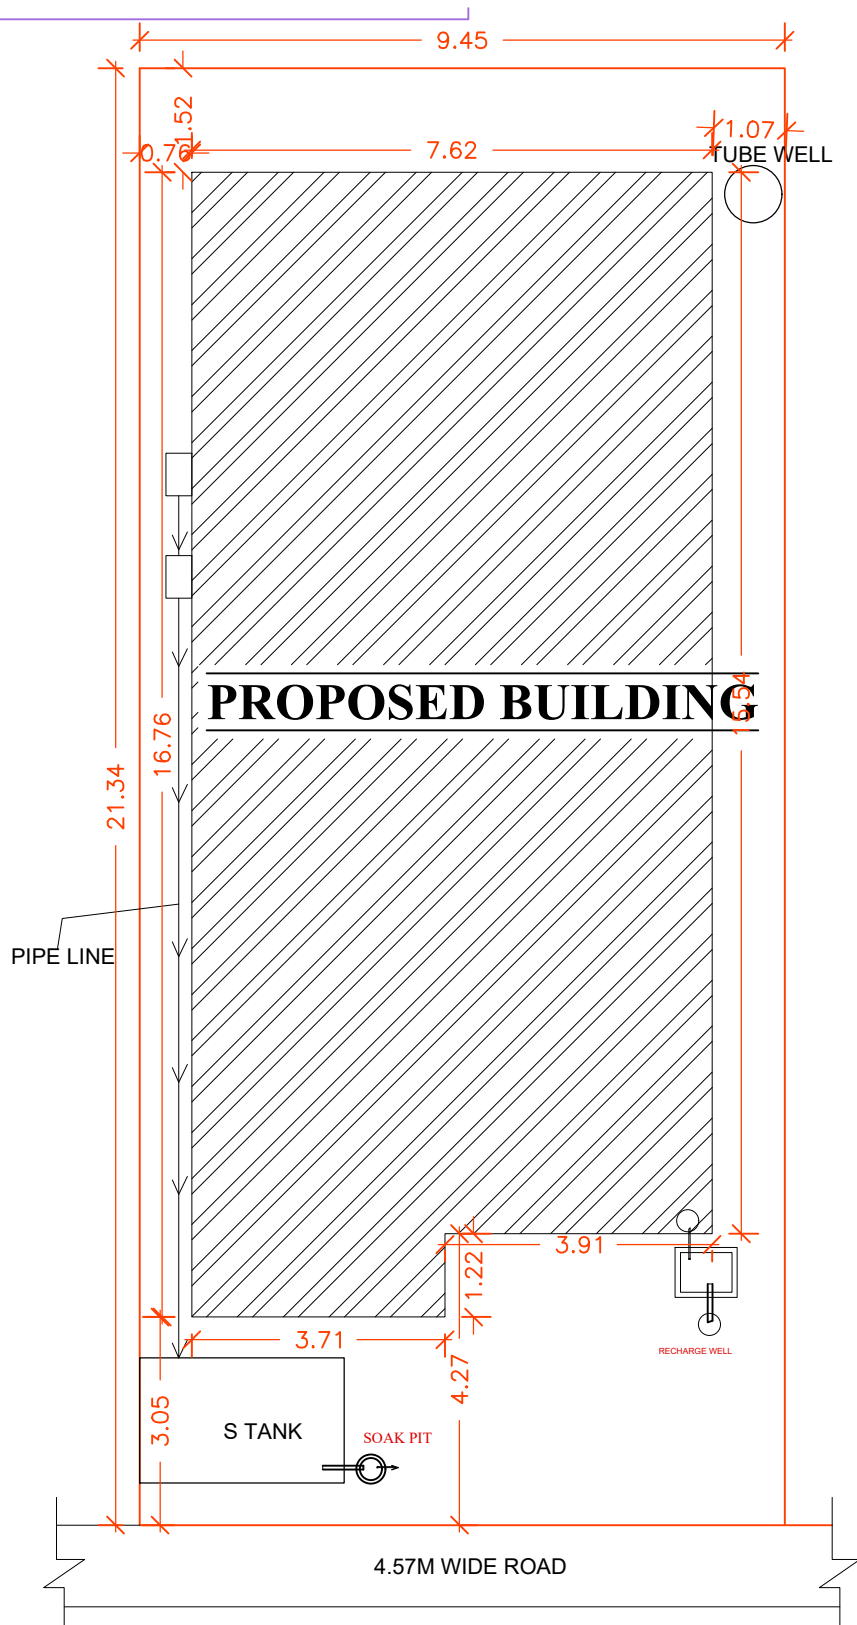 9.45
1.52
1.07
0.76
7.62
TUBE WELL
PROPOSED BUILDING
15.54
16.76
21.34
PIPE LINE
3.91
1.22
3.71
RECHARGE WELL
4.27
3.05
S TANK
SOAK PIT
4.57M WIDE ROAD